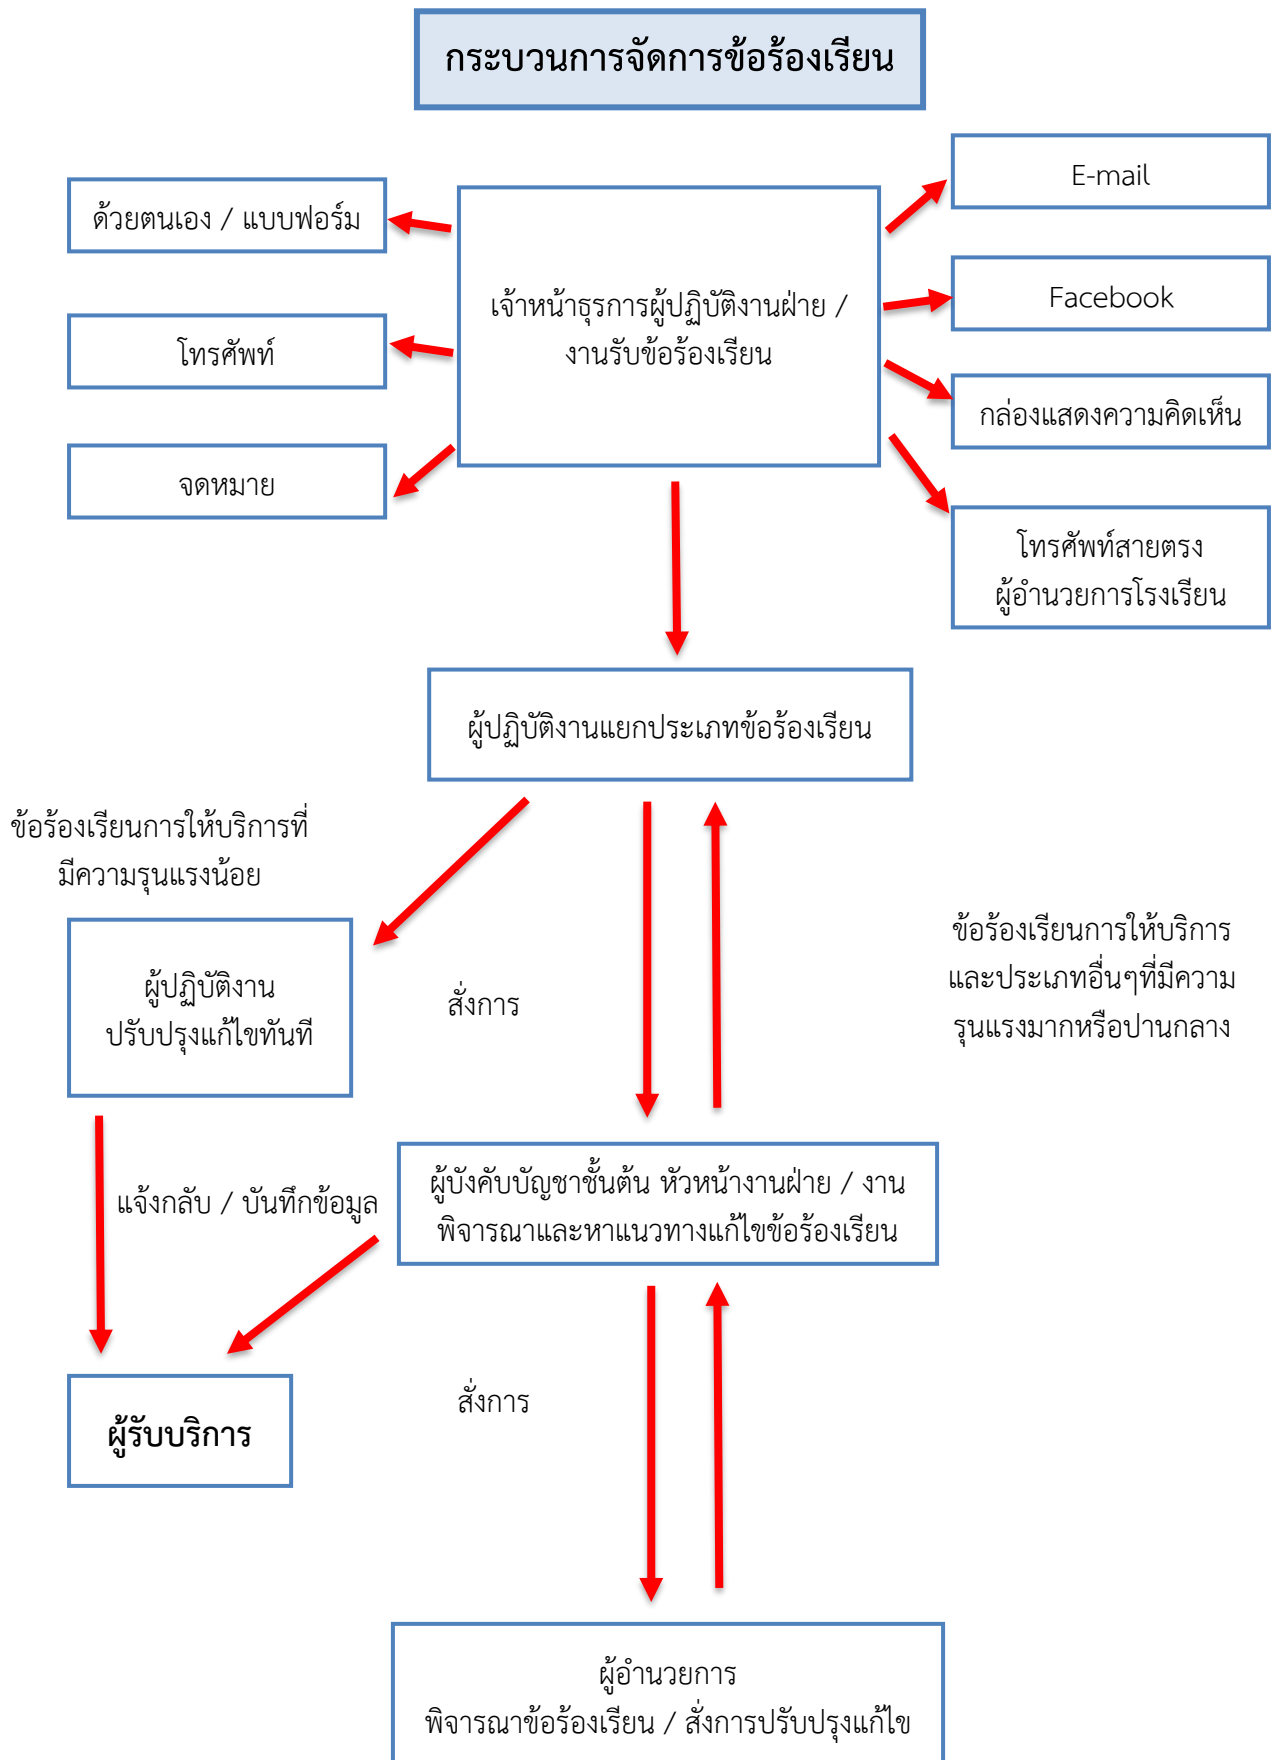 กระบวนการจัดการข้อร้องเรียน
ด้วยตนเอง / แบบฟอร์ม
โทรศัพท์
จดหมาย
เจ้าหน้าธุรการผู้ปฏิบัติงานฝ่าย /
งานรับข้อร้องเรียน
E-mail
Facebook
กล่องแสดงความคิดเห็น
โทรศัพท์สายตรง
ผู้อำนวยการโรงเรียน
ผู้ปฏิบัติงานแยกประเภทข้อร้องเรียน
ข้อร้องเรียนการให้บริการที่
มีความรุนแรงน้อย
ผู้ปฏิบัติงาน
ปรับปรุงแก้ไขทันที
สั่งการ
ข้อร้องเรียนการให้บริการ
และประเภทอื่นๆที่มีความ
รุนแรงมากหรือปานกลาง
แจ้งกลับ / บันทึกข้อมูล
ผู้บังคับบัญชาชั้นต้น หัวหน้างานฝ่าย / งาน
พิจารณาและหาแนวทางแก้ไขข้อร้องเรียน
สั่งการ
ผู้รับบริการ
ผู้อำนวยการ
พิจารณาข้อร้องเรียน / สั่งการปรับปรุงแก้ไข